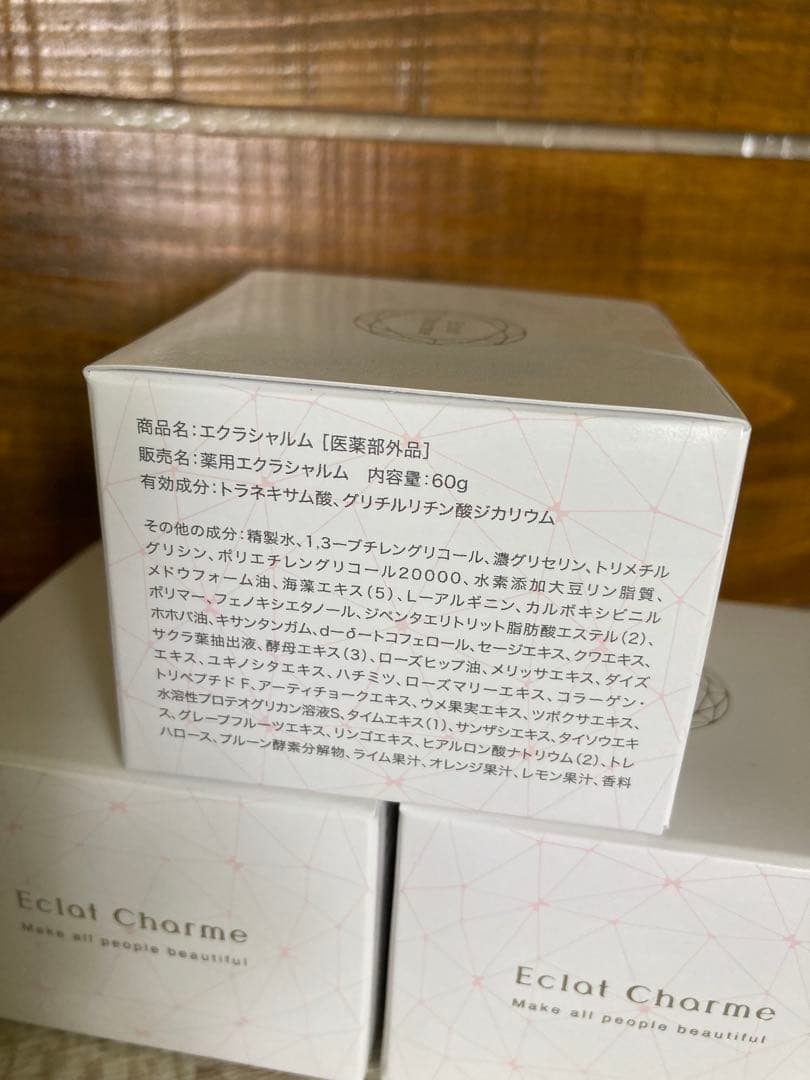 商品名：エクラシャルム［医薬部外品］
販売名：薬用エクラシャルム　内容量：60g
有効成分：トラネキサム酸、グリチルリチン酸ジカリウム
その他の成分：精製水、1,3ーブチレングリコール、濃グリセリン、トリメチル
グリシン、ポリエチレングリコール20000、水素添加大豆リン脂質、
メドウフォーム油、海藻エキス（5）、Lーアルギニン、カルボキシビニル
ポリマー、フェノキシエタノール、ジペンタエリトリット脂肪酸エステル（2）、
ホホバ油、キサンタンガム、dーδートコフェロール、セージエキス、クワエキス、
サクラ葉抽出液、酵母エキス（3）、ローズヒップ油、メリッサエキス、ダイズ
エキス、ユキノシタエキス、ハチミツ、ローズマリーエキス、コラーゲン・
トリペプチド F、アーティチョークエキス、ウメ果実エキス、ツボクサエキス、
水溶性プロテオグリカン溶液S、タイムエキス（1）、サンザシエキス、タイソウエキ
ス、グレープフルーツエキス、リンゴエキス、ヒアルロン酸ナトリウム（2）、トレ
ハロース、プルーン酵素分解物、ライム果汁、オレンジ果汁、レモン果汁、香料
Eclat Charme
Make all people beautiful
Eclat Charme
Make all people beautiful